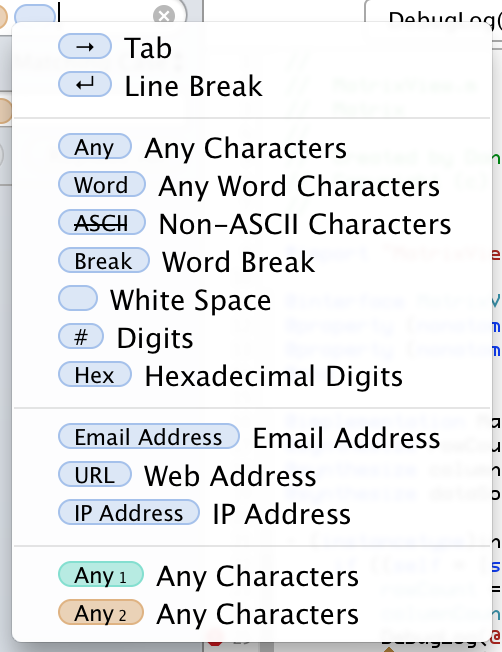 DebugLog(
→ Tab
↵ Line Break
Any Any Characters
Word Any Word Characters
ASCII Non-ASCII Characters
Break Word Break
White Space
# Digits
Hex Hexadecimal Digits
Email Address Email Address
URL Web Address
IP Address IP Address
Any 1 Any Characters
Any 2 Any Characters